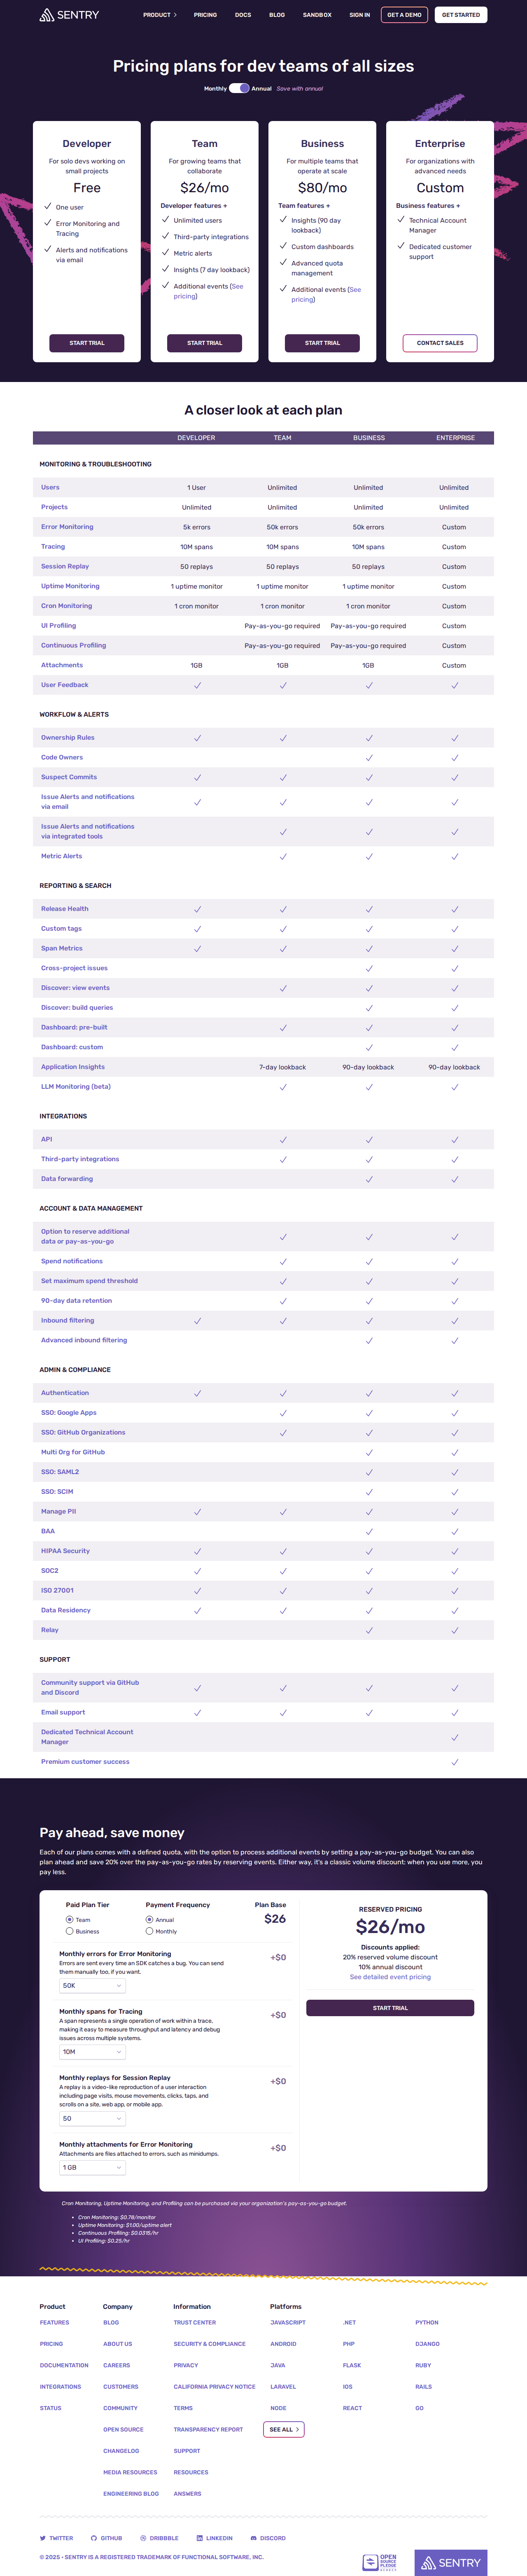 SENTRY
PRODUCT
PRICING
DOCS
BLOG
SANDBOX
SIGN IN
GET A DEMO
GET STARTED
Pricing plans for dev teams of all sizes
Monthly Annual Save with annual
Developer
For solo devs working on
small projects
Free
One user
Error Monitoring and
Tracing
Alerts and notifications
via email
START TRIAL
Team
For growing teams that
collaborate
$26/mo
Developer features +
Unlimited users
Third-party integrations
Metric alerts
Insights (7 day lookback)
Additional events (See
pricing)
START TRIAL
Business
For multiple teams that
operate at scale
$80/mo
Team features +
Insights (90 day
lookback)
Custom dashboards
Advanced quota
management
Additional events (See
pricing)
START TRIAL
Enterprise
For organizations with
advanced needs
Custom
Business features +
Technical Account
Manager
Dedicated customer
support
CONTACT SALES
A closer look at each plan
DEVELOPER TEAM BUSINESS ENTERPRISE
MONITORING & TROUBLESHOOTING
Users 1 User Unlimited Unlimited Unlimited
Projects Unlimited Unlimited Unlimited Unlimited
Error Monitoring 5k errors 50k errors 50k errors Custom
Tracing 10M spans 10M spans 10M spans Custom
Session Replay 50 replays 50 replays 50 replays Custom
Uptime Monitoring 1 uptime monitor 1 uptime monitor 1 uptime monitor Custom
Cron Monitoring 1 cron monitor 1 cron monitor 1 cron monitor Custom
UI Profiling Pay-as-you-go required Pay-as-you-go required Custom
Continuous Profiling Pay-as-you-go required Pay-as-you-go required Custom
Attachments 1GB 1GB 1GB Custom
User Feedback
WORKFLOW & ALERTS
Ownership Rules
Code Owners
Suspect Commits
Issue Alerts and notifications
via email
Issue Alerts and notifications
via integrated tools
Metric Alerts
REPORTING & SEARCH
Release Health
Custom tags
Span Metrics
Cross-project issues
Discover: view events
Discover: build queries
Dashboard: pre-built
Dashboard: custom
Application Insights 7-day lookback 90-day lookback 90-day lookback
LLM Monitoring (beta)
INTEGRATIONS
API
Third-party integrations
Data forwarding
ACCOUNT & DATA MANAGEMENT
Option to reserve additional
data or pay-as-you-go
Spend notifications
Set maximum spend threshold
90-day data retention
Inbound filtering
Advanced inbound filtering
ADMIN & COMPLIANCE
Authentication
SSO: Google Apps
SSO: GitHub Organizations
Multi Org for GitHub
SSO: SAML2
SSO: SCIM
Manage PII
BAA
HIPAA Security
SOC2
ISO 27001
Data Residency
Relay
SUPPORT
Community support via GitHub
and Discord
Email support
Dedicated Technical Account
Manager
Premium customer success
Pay ahead, save money
Each of our plans comes with a defined quota, with the option to process additional events by setting a pay-as-you-go budget. You can also
plan ahead and save 20% over the pay-as-you-go rates by reserving events. Either way, it's a classic volume discount: when you use more, you
pay less.
Paid Plan Tier
Team
Business
Payment Frequency
Annual
Monthly
Plan Base
$26
Monthly errors for Error Monitoring
Errors are sent every time an SDK catches a bug. You can send
them manually too, if you want.
50K
+$0
Monthly spans for Tracing
A span represents a single operation of work within a trace,
making it easy to measure throughput and latency and debug
issues across multiple systems.
10M
+$0
Monthly replays for Session Replay
A replay is a video-like reproduction of a user interaction
including page visits, mouse movements, clicks, taps, and
scrolls on a site, web app, or mobile app.
50
+$0
Monthly attachments for Error Monitoring
Attachments are files attached to errors, such as minidumps.
1 GB
+$0
RESERVED PRICING
$26/mo
Discounts applied:
20% reserved volume discount
10% annual discount
See detailed event pricing
START TRIAL
Cron Monitoring, Uptime Monitoring, and Profiling can be purchased via your organization's pay-as-you-go budget.
Cron Monitoring: $0.78/monitor
Uptime Monitoring: $1.00/uptime alert
Continuous Profiling: $0.0315/hr
UI Profiling: $0.25/hr
Product
FEATURES
PRICING
DOCUMENTATION
INTEGRATIONS
STATUS
Company
BLOG
ABOUT US
CAREERS
CUSTOMERS
COMMUNITY
OPEN SOURCE
CHANGELOG
MEDIA RESOURCES
ENGINEERING BLOG
Information
TRUST CENTER
SECURITY & COMPLIANCE
PRIVACY
CALIFORNIA PRIVACY NOTICE
TERMS
TRANSPARENCY REPORT
SUPPORT
RESOURCES
ANSWERS
Platforms
JAVASCRIPT
ANDROID
JAVA
LARAVEL
NODE
SEE ALL
.NET
PHP
FLASK
IOS
REACT
PYTHON
DJANGO
RUBY
RAILS
GO
TWITTER
GITHUB
DRIBBBLE
LINKEDIN
DISCORD
© 2025 • SENTRY IS A REGISTERED TRADEMARK OF FUNCTIONAL SOFTWARE, INC.
OPEN
SOURCE
PLEDGE
SENTRY